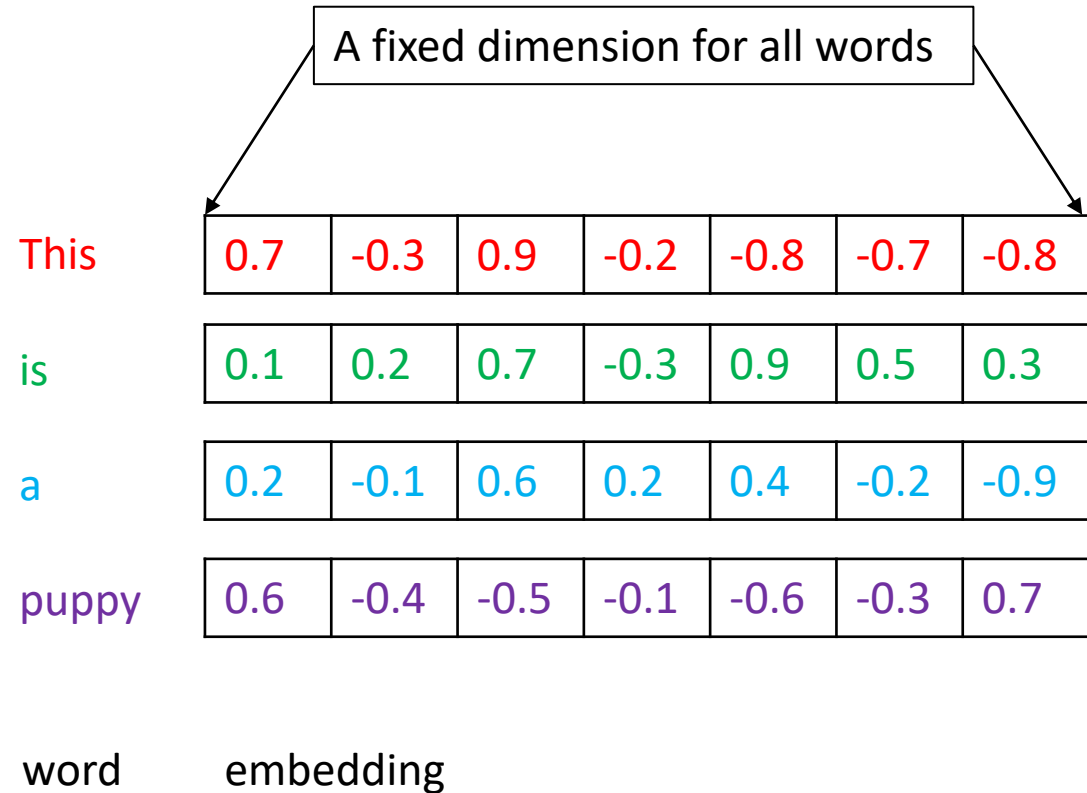 A fixed dimension for all words
This 0.7 -0.3 0.9 -0.2 -0.8 -0.7 -0.8
is 0.1 0.2 0.7 -0.3 0.9 0.5 0.3
a 0.2 -0.1 0.6 0.2 0.4 -0.2 -0.9
puppy 0.6 -0.4 -0.5 -0.1 -0.6 -0.3 0.7
word embedding